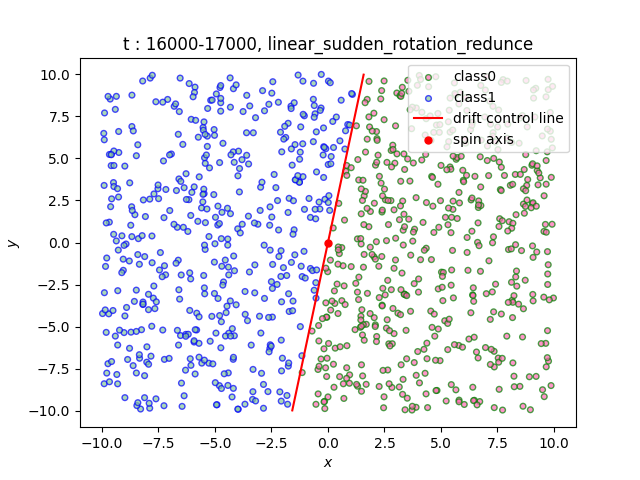 t : 16000-17000, linear_sudden_rotation_redunce
class0
class1
drift control line
spin axis
10.0
7.5
5.0
2.5
0.0
−2.5
−5.0
−7.5
−10.0
y
−10.0 −7.5 −5.0 −2.5 0.0 2.5 5.0 7.5 10.0
x